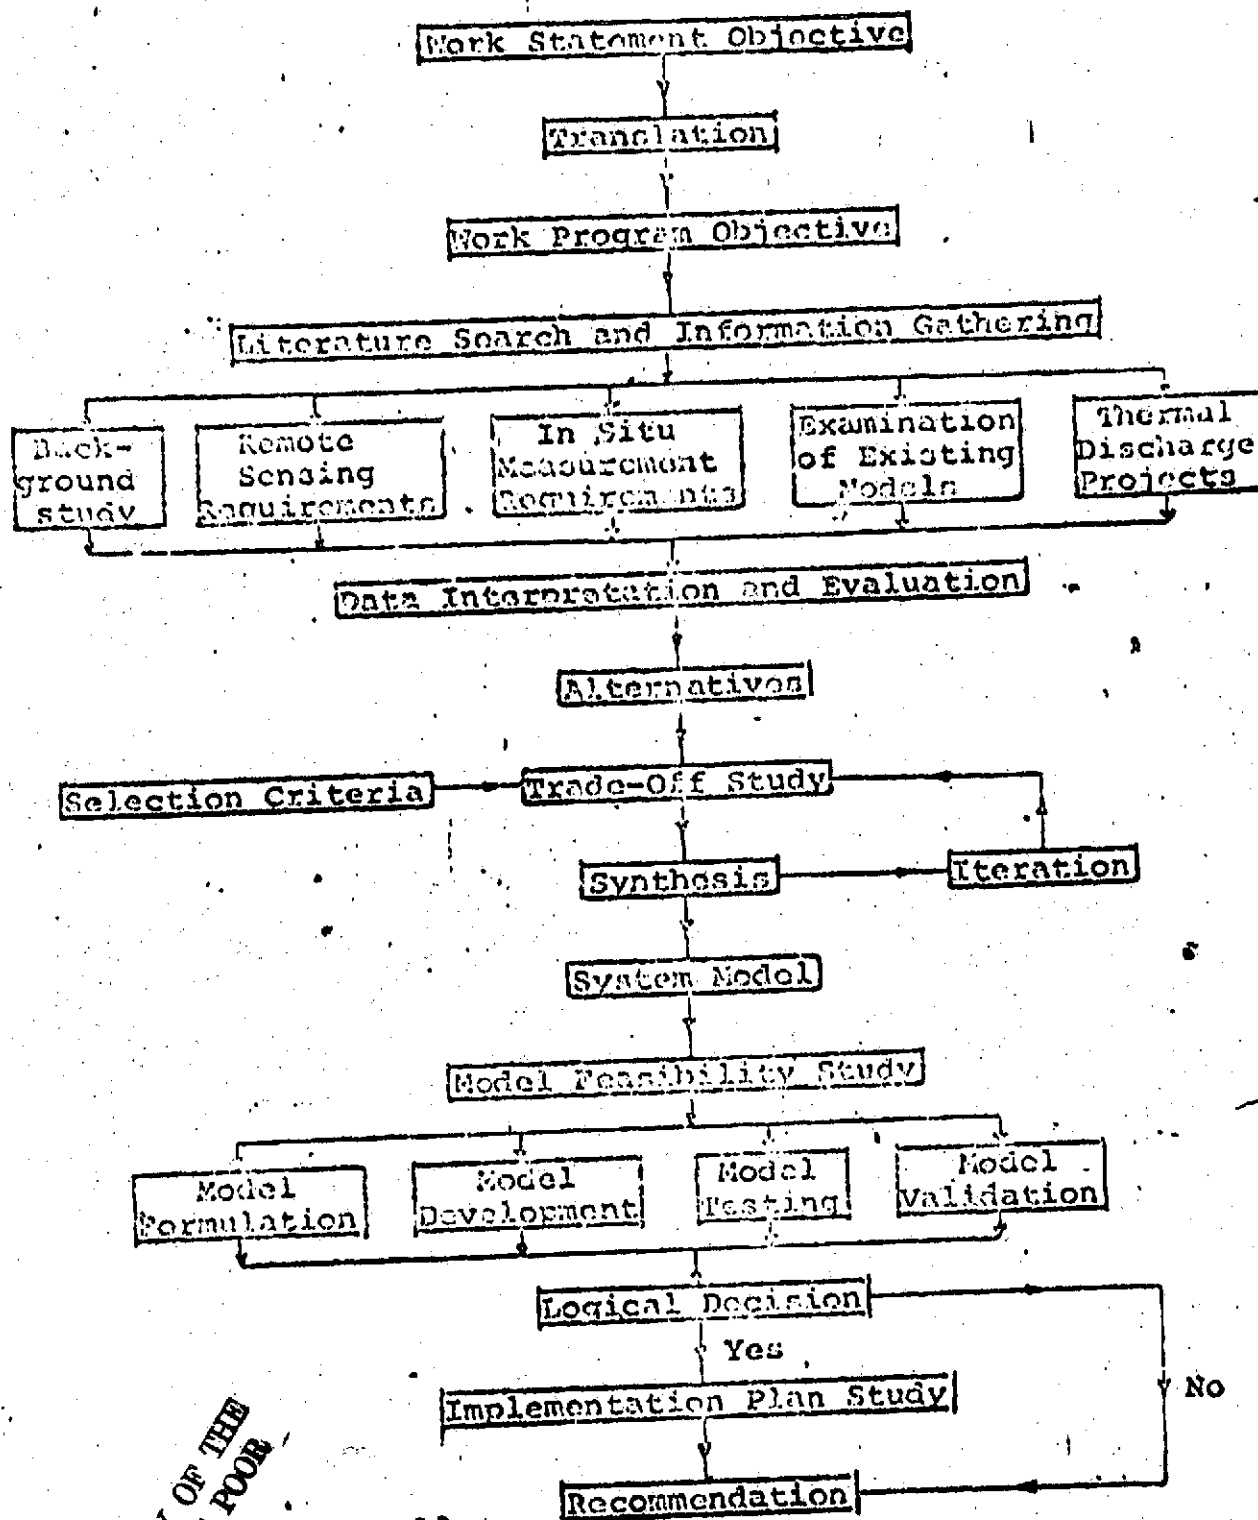 Work Statement Objective
Translation
Work Program Objective
Literature Search and Information Gathering
Back-
ground
study
Remote
Sensing
Requirements
In Situ
Measurement
Requirements
Examination
of Existing
Models
Thermal
Discharge
Projects
Data Interpretation and Evaluation
Alternatives
Selection Criteria
Trade-Off Study
Synthesis
Iteration
System Model
Model Feasibility Study
Model
Formulation
Model
Development
Model
Testing
Model
Validation
Logical Decision
Yes
No
Implementation Plan Study
Recommendation
OF THE
POOR